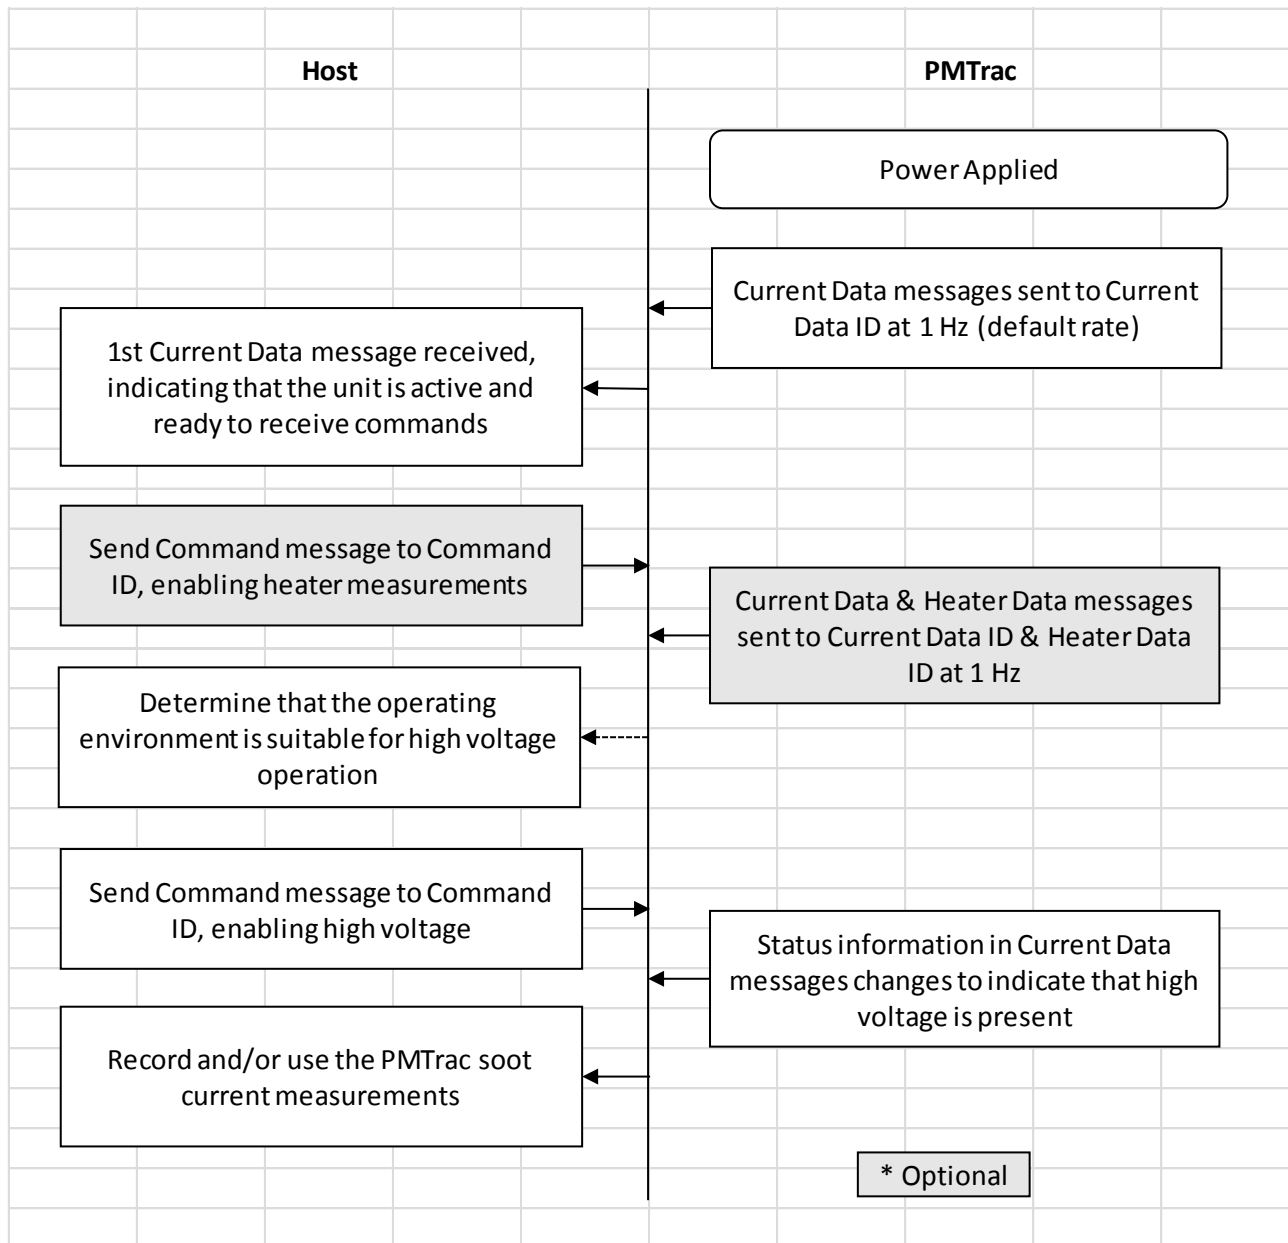 Host
PMTrac
Power Applied
Current Data messages sent to Current
Data ID at 1 Hz (default rate)
1st Current Data message received,
indicating that the unit is active and
ready to receive commands
Send Command message to Command
ID, enabling heater measurements
Current Data & Heater Data messages
sent to Current Data ID & Heater Data
ID at 1 Hz
Determine that the operating
environment is suitable for high voltage
operation
Send Command message to Command
ID, enabling high voltage
Status information in Current Data
messages changes to indicate that high
voltage is present
Record and/or use the PMTrac soot
current measurements
* Optional